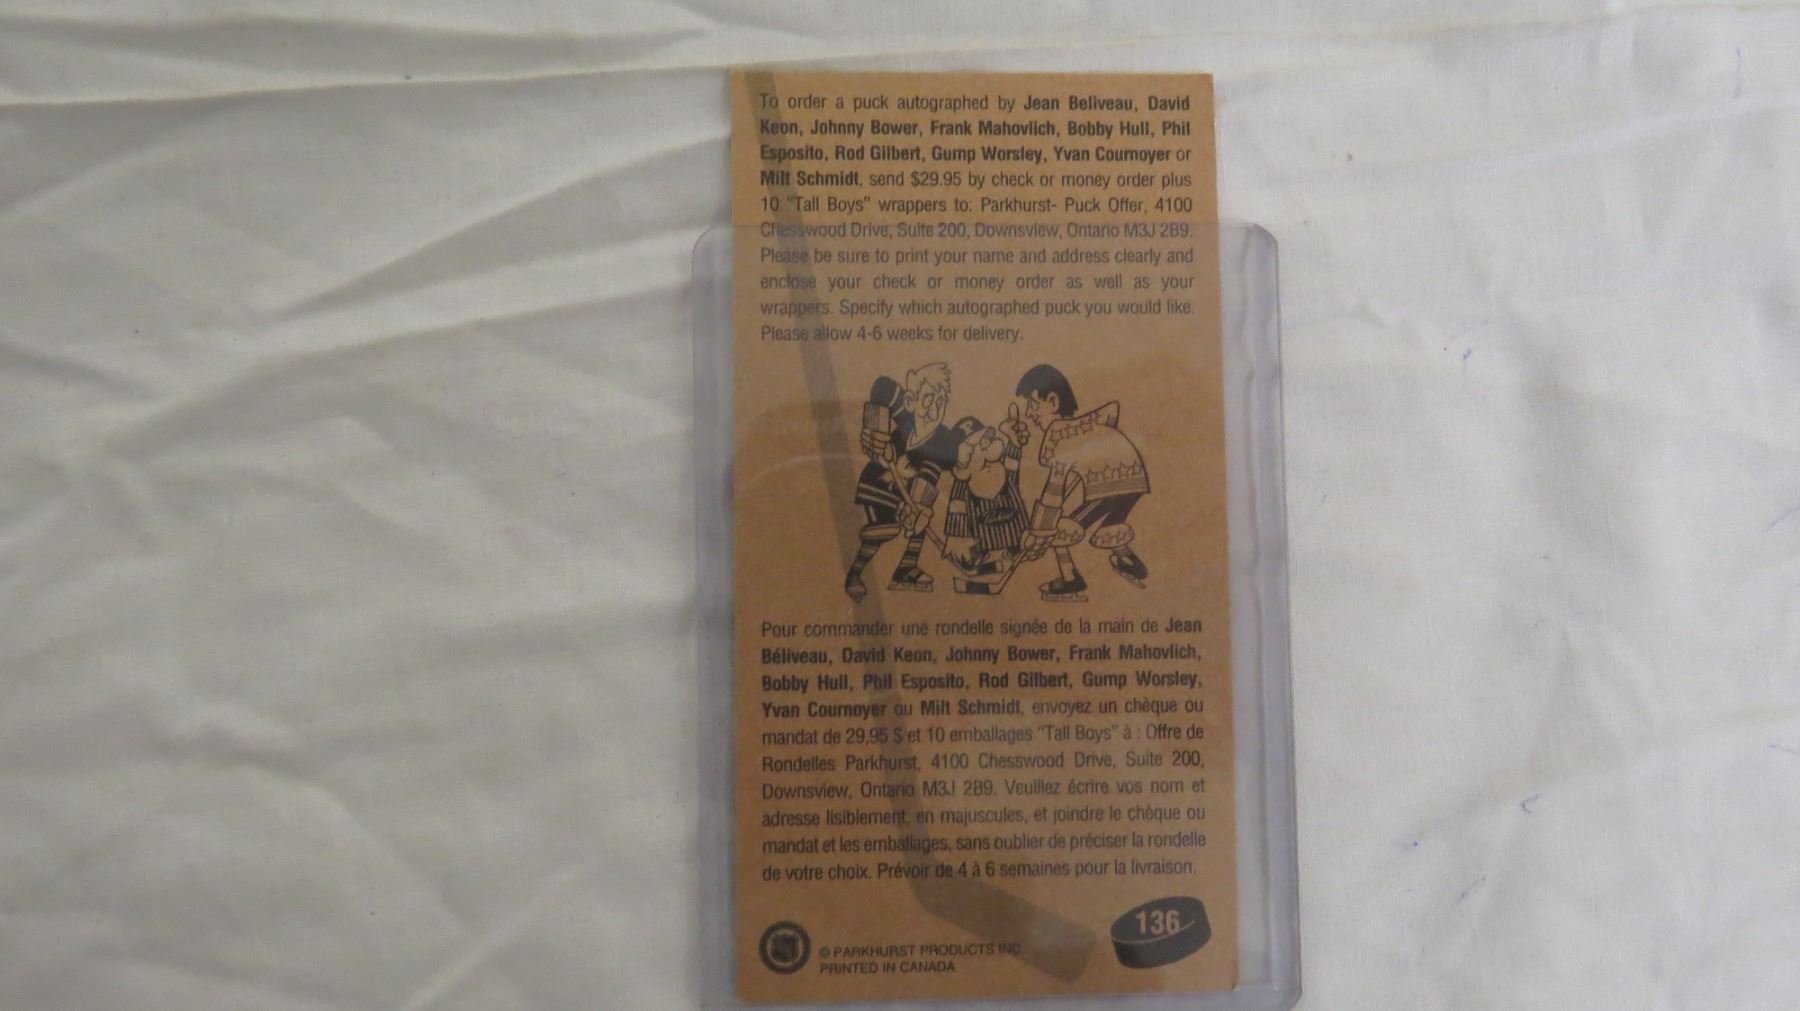 To order a puck autographed by Jean Beliveau, David
Keon, Johnny Bower, Frank Mahovlich, Bobby Hull, Phil
Esposito, Rod Gilbert, Gump Worsley, Yvan Cournoyer or
Milt Schmidt, send $29.95 by check or money order plus
10 "Tall Boys" wrappers to: Parkhurst- Puck Offer, 4100
Chesswood Drive, Suite 200, Downsview, Ontario M3J 2B9.
Please be sure to print your name and address clearly and
enclose your check or money order as well as your
wrappers. Specify which autographed puck you would like.
Please allow 4-6 weeks for delivery.
Pour commander une rondelle signée de la main de Jean
Béliveau, David Keon, Johnny Bower, Frank Mahovlich,
Bobby Hull, Phil Esposito, Rod Gilbert, Gump Worsley,
Yvan Cournoyer ou Milt Schmidt, envoyez un chèque ou
mandat de 29,95 $ et 10 emballages "Tall Boys" à : Offre de
Rondelles Parkhurst, 4100 Chesswood Drive, Suite 200,
Downsview, Ontario M3J 2B9. Veuillez écrire vos nom et
adresse lisiblement, en majuscules, et joindre le chèque ou
mandat et les emballages, sans oublier de préciser la rondelle
de votre choix. Prévoir de 4 à 6 semaines pour la livraison.
© PARKHURST PRODUCTS INC.
PRINTED IN CANADA
136